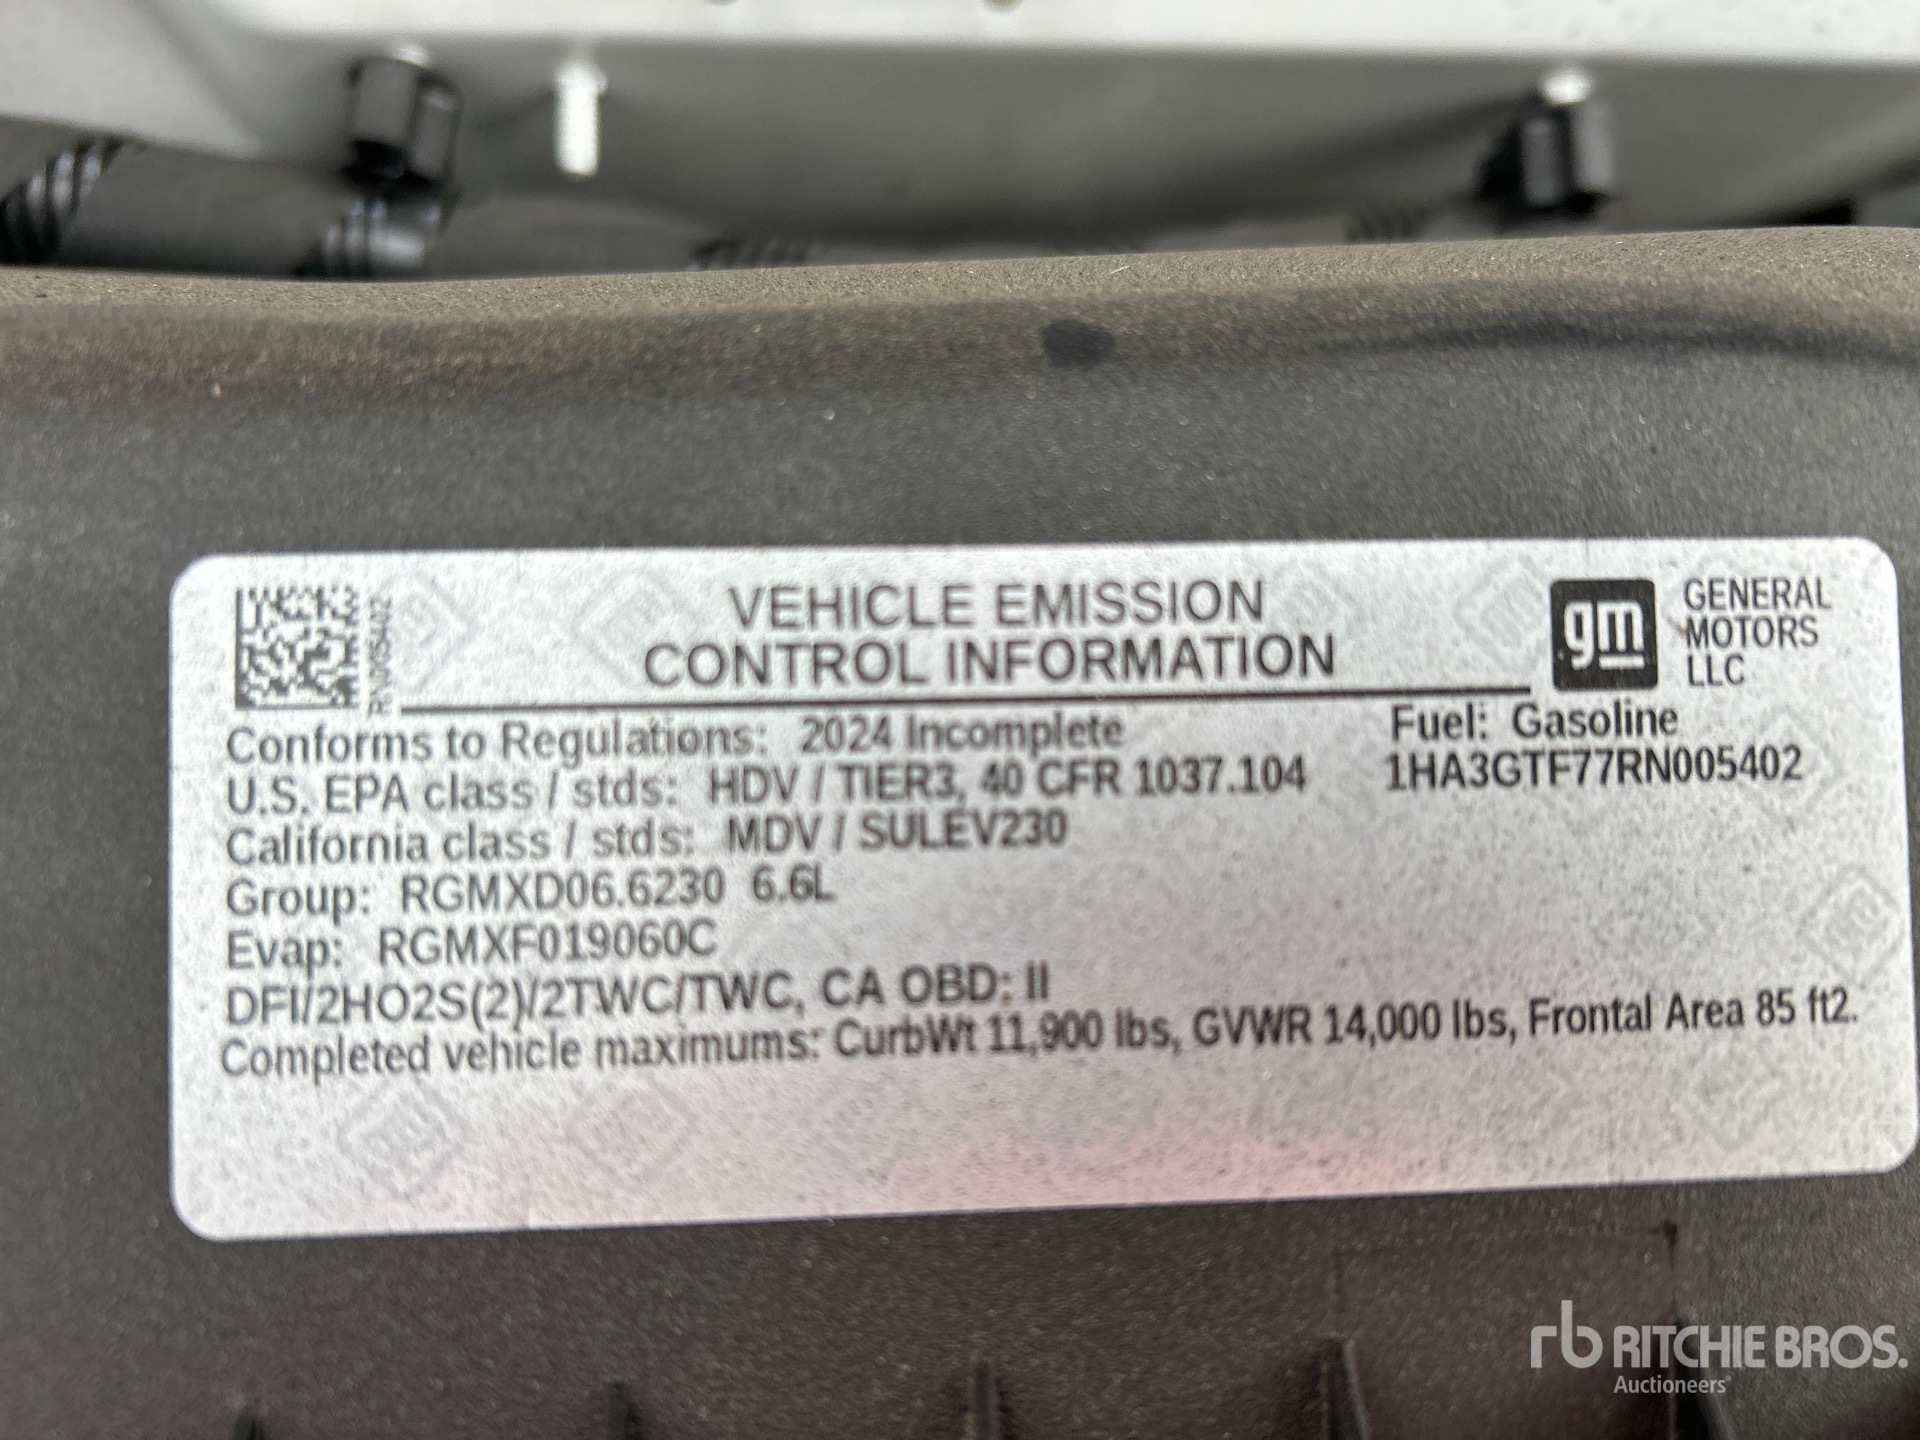 RN005402
VEHICLE EMISSION
CONTROL INFORMATION
gm
GENERAL
MOTORS
LLC
Conforms to Regulations: 2024 Incomplete
Fuel: Gasoline
U.S. EPA class / stds: HDV / TIER3, 40 CFR 1037.104
1HA3GTF77RN005402
California class / stds: MDV / SULEV230
Group: RGMXD06.6230 6.6L
Evap: RGMXF019060C
DFI/2HO2S(2)/2TWC/TWC, CA OBD: II
Completed vehicle maximums: CurbWt 11,900 lbs, GVWR 14,000 lbs, Frontal Area 85 ft2.
rb RITCHIE BROS.
Auctioneers